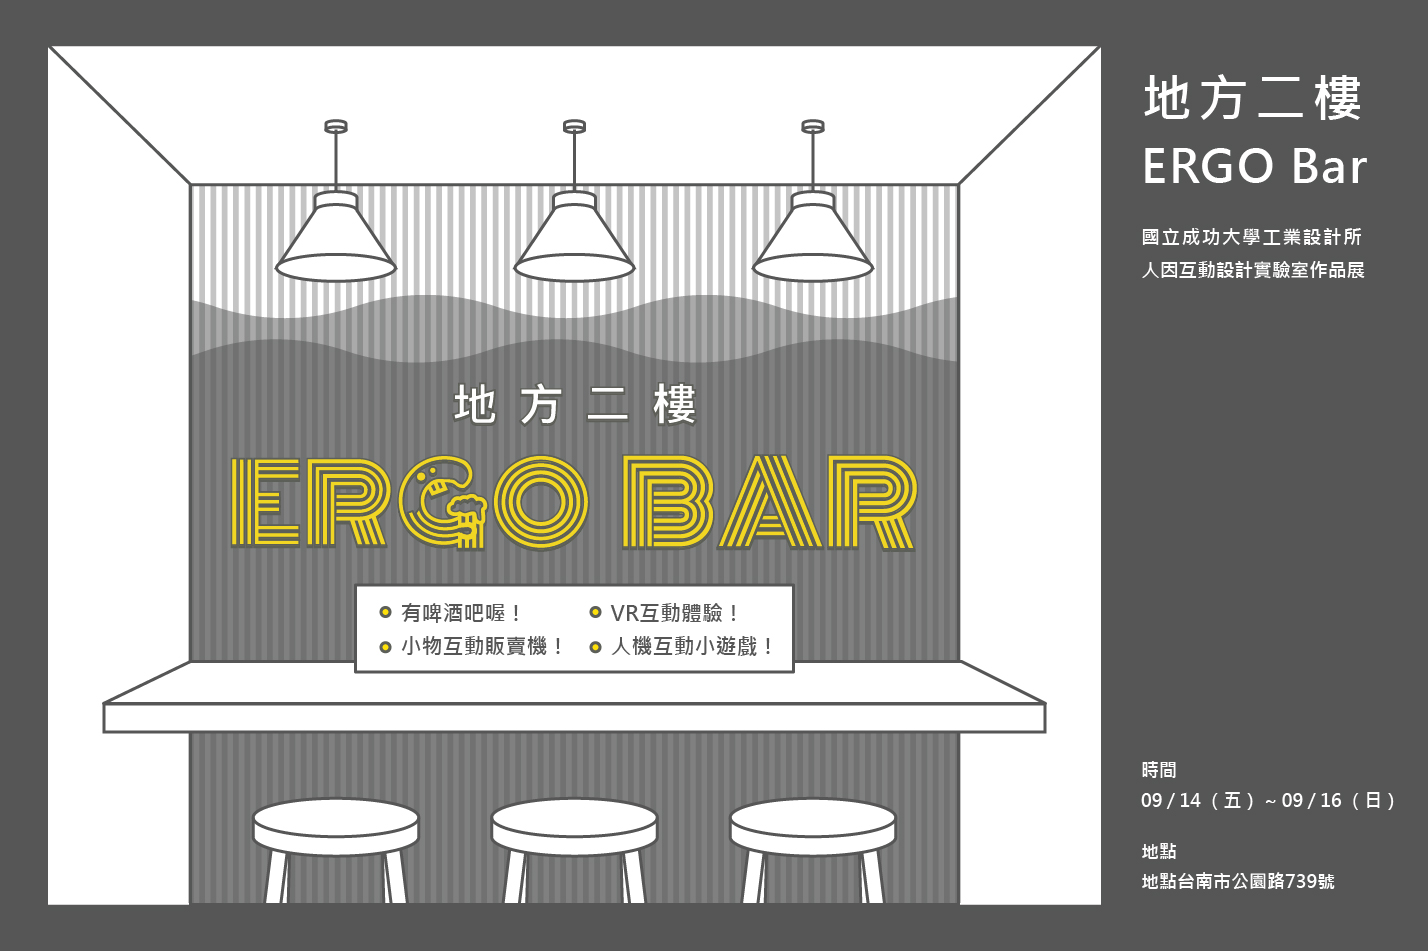 地方二樓
ERGO BAR
有啤酒吧喔！
VR互動體驗！
小物互動販賣機！
人機互動小遊戲！
地方二樓
ERGO Bar
國立成功大學工業設計所
人因互動設計實驗室作品展
時間
09 / 14（五）~ 09 / 16（日）
地點
地點台南市公園路739號